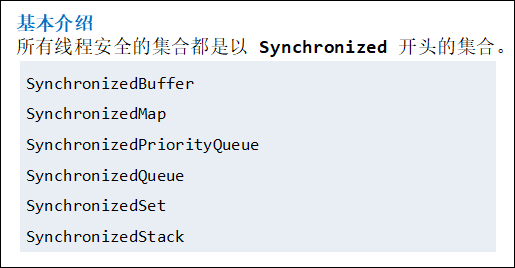 基本介绍
所有线程安全的集合都是以 Synchronized 开头的集合。
SynchronizedBuffer
SynchronizedMap
SynchronizedPriorityQueue
SynchronizedQueue
SynchronizedSet
SynchronizedStack